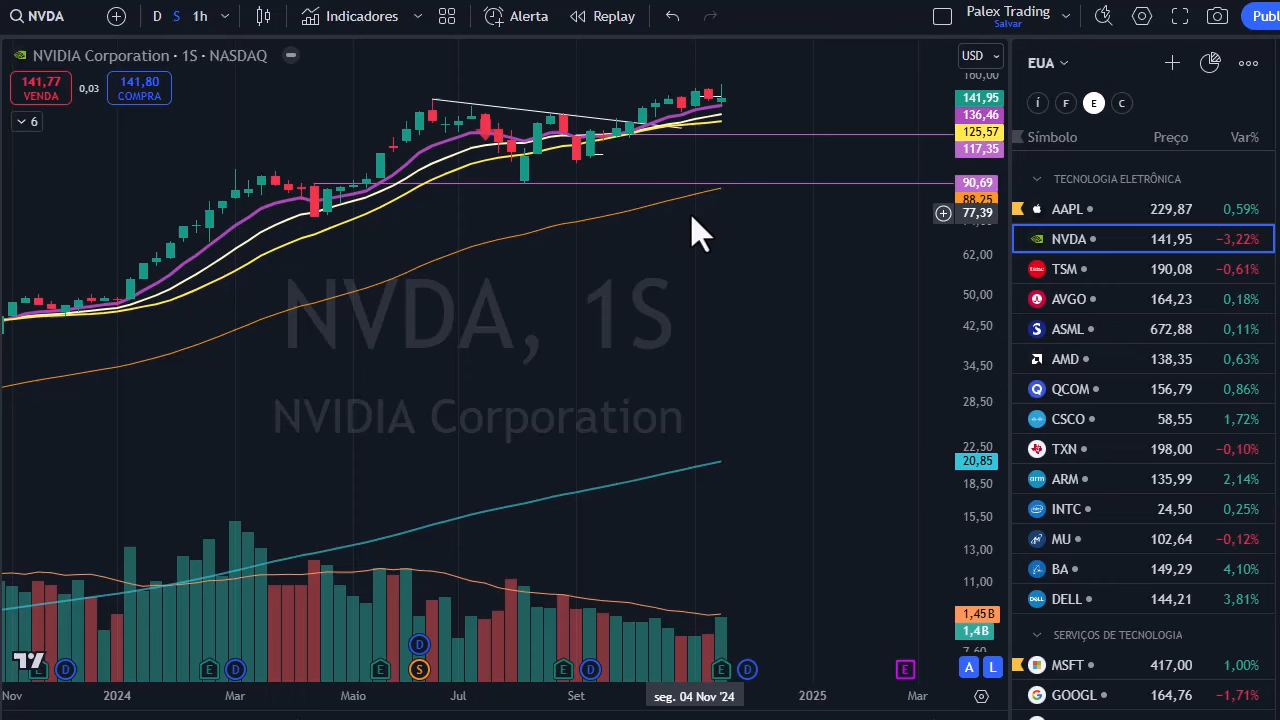 NVDA
D
S
1h
Indicadores
Alerta
Replay
Palex Trading
Salvar
Publ
NVIDIA Corporation · 1S · NASDAQ
141,77
VENDA
0,03
141,80
COMPRA
6
USD
160,00
141,95
136,46
125,57
117,35
90,69
88,25
77,39
62,00
50,00
42,50
34,50
28,50
22,50
20,85
18,50
15,50
13,00
11,00
1,45B
1,4B
7,60
NVDA, 1S
NVIDIA Corporation
E
D
E
D
E
D
S
E
D
E
D
E
A
L
Nov
2024
Mar
Maio
Jul
Set
seg. 04 Nov '24
2025
Mar
EUA
Í
F
E
C
Símbolo Preço Var%
TECNOLOGIA ELETRÔNICA
AAPL 229,87 0,59%
NVDA 141,95 −3,22%
TSM 190,08 −0,61%
AVGO 164,23 0,18%
ASML 672,88 0,11%
AMD 138,35 0,63%
QCOM 156,79 0,86%
CSCO 58,55 1,72%
TXN 198,00 −0,10%
ARM 135,99 2,14%
INTC 24,50 0,25%
MU 102,64 −0,12%
BA 149,29 4,10%
DELL 144,21 3,81%
SERVIÇOS DE TECNOLOGIA
MSFT 417,00 1,00%
GOOGL 164,76 −1,71%